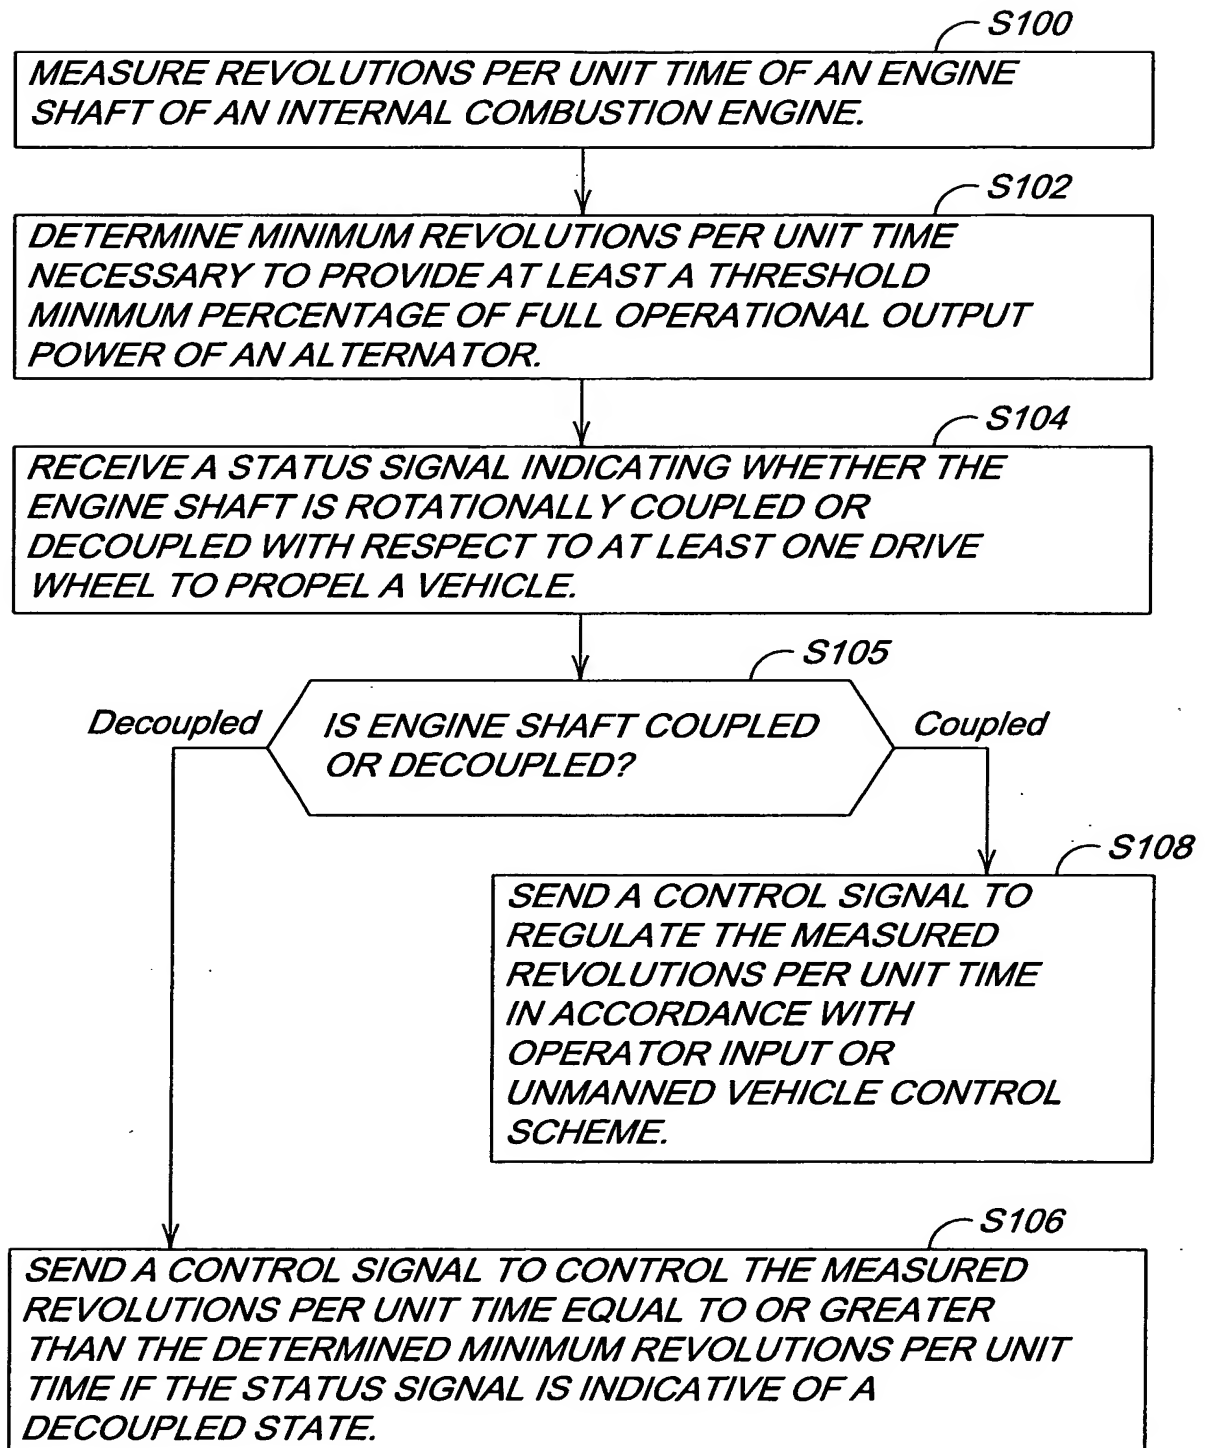 S100
MEASURE REVOLUTIONS PER UNIT TIME OF AN ENGINE
SHAFT OF AN INTERNAL COMBUSTION ENGINE.
S102
DETERMINE MINIMUM REVOLUTIONS PER UNIT TIME
NECESSARY TO PROVIDE AT LEAST A THRESHOLD
MINIMUM PERCENTAGE OF FULL OPERATIONAL OUTPUT
POWER OF AN ALTERNATOR.
S104
RECEIVE A STATUS SIGNAL INDICATING WHETHER THE
ENGINE SHAFT IS ROTATIONALLY COUPLED OR
DECOUPLED WITH RESPECT TO AT LEAST ONE DRIVE
WHEEL TO PROPEL A VEHICLE.
S105
Decoupled
IS ENGINE SHAFT COUPLED
OR DECOUPLED?
Coupled
S108
SEND A CONTROL SIGNAL TO
REGULATE THE MEASURED
REVOLUTIONS PER UNIT TIME
IN ACCORDANCE WITH
OPERATOR INPUT OR
UNMANNED VEHICLE CONTROL
SCHEME.
S106
SEND A CONTROL SIGNAL TO CONTROL THE MEASURED
REVOLUTIONS PER UNIT TIME EQUAL TO OR GREATER
THAN THE DETERMINED MINIMUM REVOLUTIONS PER UNIT
TIME IF THE STATUS SIGNAL IS INDICATIVE OF A
DECOUPLED STATE.